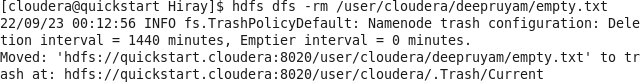 [cloudera@quickstart Hiray]$ hdfs dfs -rm /user/cloudera/deepruyam/empty.txt
22/09/23 00:12:56 INFO fs.TrashPolicyDefault: Namenode trash configuration: Dele
tion interval = 1440 minutes, Emptier interval = 0 minutes.
Moved: 'hdfs://quickstart.cloudera:8020/user/cloudera/deepruyam/empty.txt' to tr
ash at: hdfs://quickstart.cloudera:8020/user/cloudera/.Trash/Current